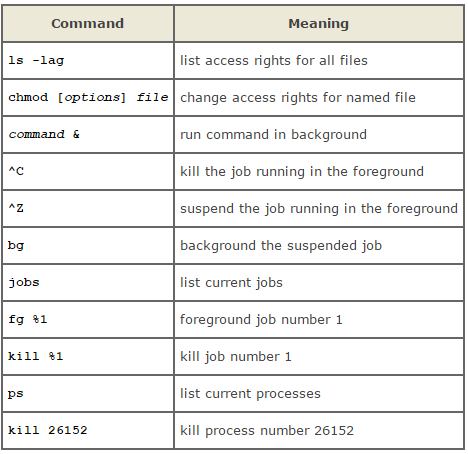 Command Meaning
ls -lag list access rights for all files
chmod [options] file change access rights for named file
command & run command in background
^C kill the job running in the foreground
^Z suspend the job running in the foreground
bg background the suspended job
jobs list current jobs
fg %1 foreground job number 1
kill %1 kill job number 1
ps list current processes
kill 26152 kill process number 26152